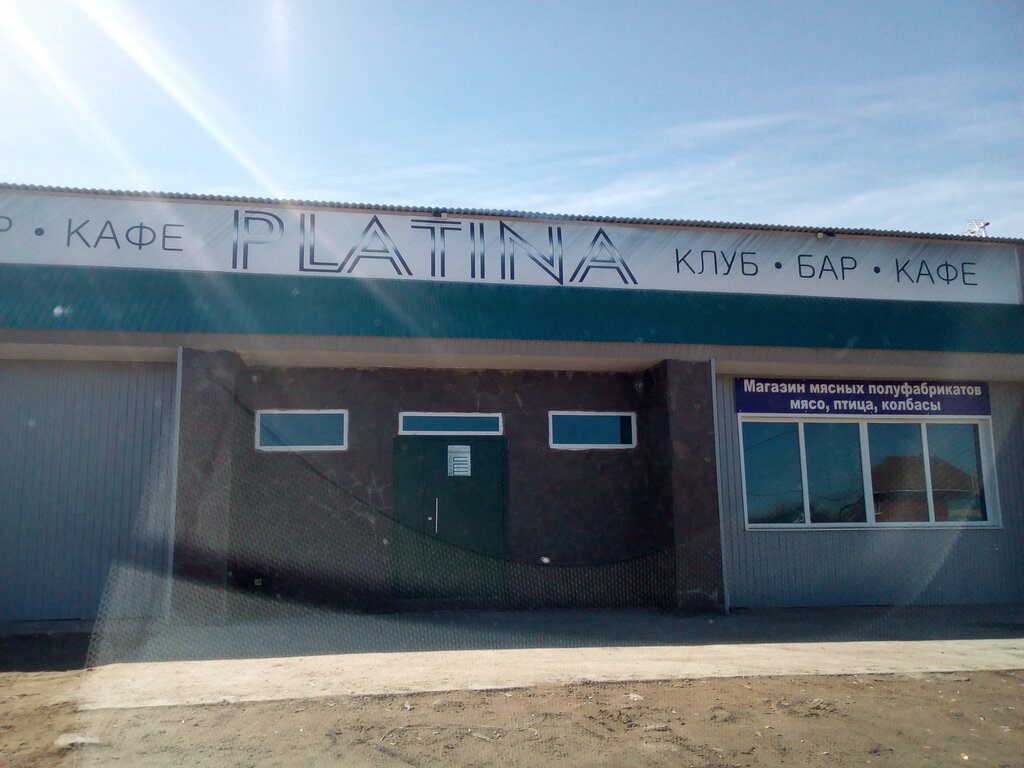 • КАФЕ PLATINA КЛУБ • БАР • КАФЕ
Магазин мясных полуфабрикатов
мясо, птица, колбасы